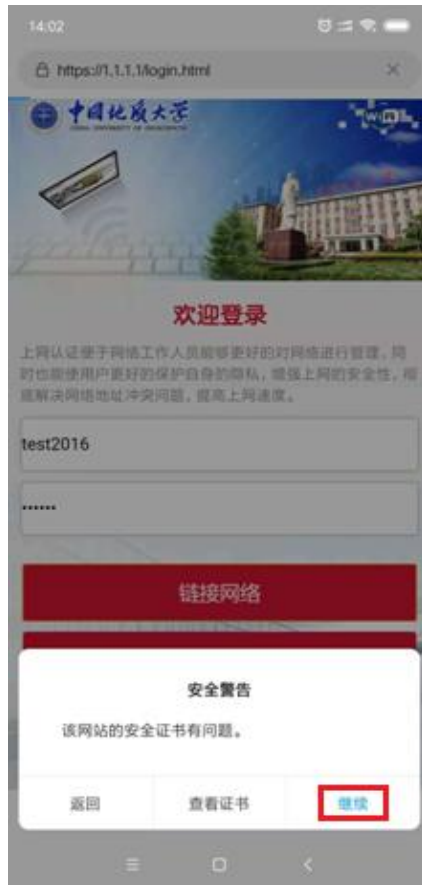 14:02
https://1.1.1.1/login.html
中国地质大学
WiFi
欢迎登录
上网认证便于网络工作人员能够更好的对网络进行管理，同
时也能使用户更好的保护自身的隐私，增强上网的安全性，彻
底解决网络地址冲突问题，提高上网速度。
test2016
••••••
链接网络
安全警告
该网站的安全证书有问题。
返回
查看证书
继续